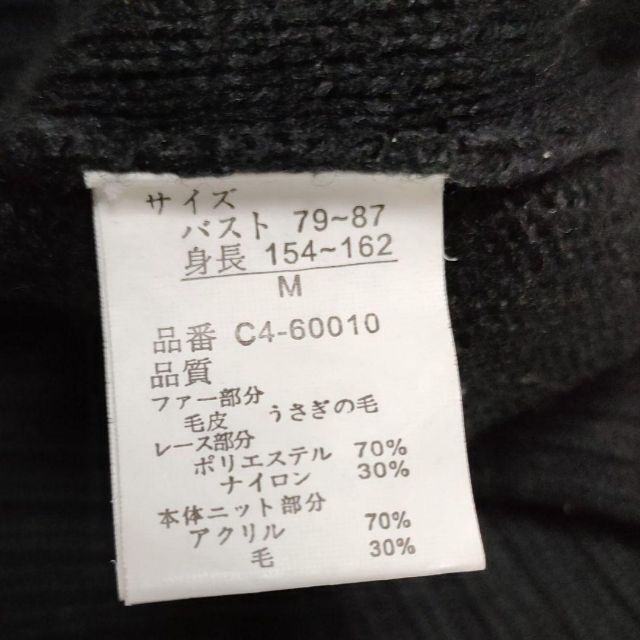 サイズ
バスト 79~87
身長 154~162
M
品番 C4-60010
品質
ファー部分
毛皮 うさぎの毛
レース部分
ポリエステル 70%
ナイロン 30%
本体ニット部分
アクリル 70%
毛 30%